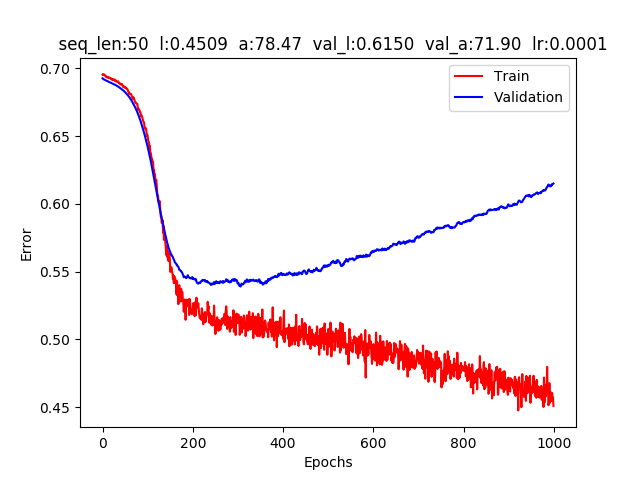 seq_len:50 l:0.4509 a:78.47 val_l:0.6150 val_a:71.90 lr:0.0001
0.70
0.65
0.60
0.55
0.50
0.45
Error
Train
Validation
0 200 400 600 800 1000
Epochs